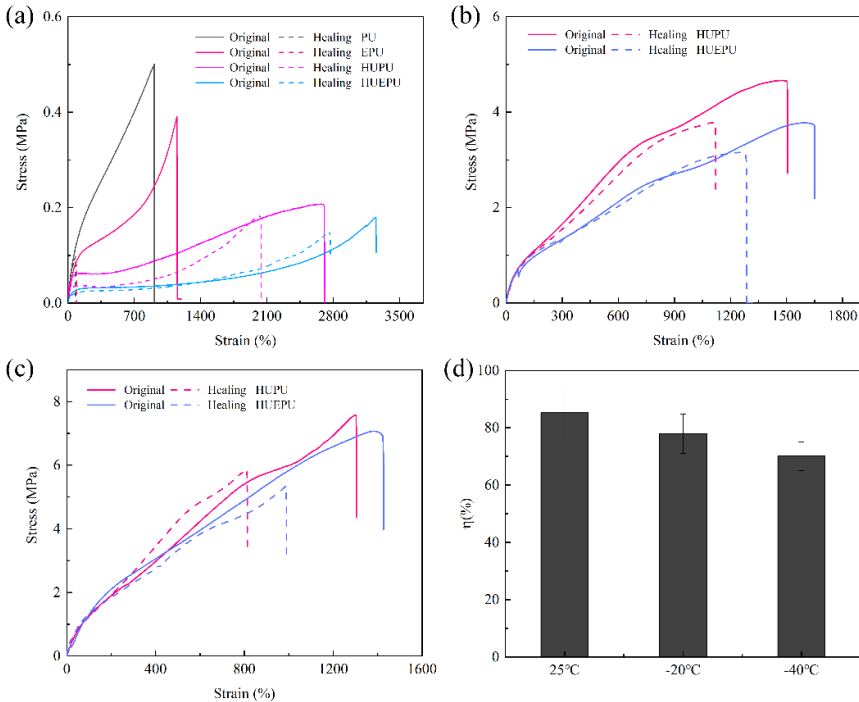 (a)
0.6
0.4
0.2
0.0
Stress (MPa)
Original Healing PU
Original Healing EPU
Original Healing HUPU
Original Healing HUEPU
0 700 1400 2100 2800 3500
Strain (%)
(b)
6
4
2
0
Stress (MPa)
Original Healing HUPU
Original Healing HUEPU
0 300 600 900 1200 1500 1800
Strain (%)
(c)
8
6
4
2
0
Stress (MPa)
Original Healing HUPU
Original Healing HUEPU
0 400 800 1200 1600
Strain (%)
(d)
100
80
60
40
20
0
η(%)
25°C -20°C -40°C